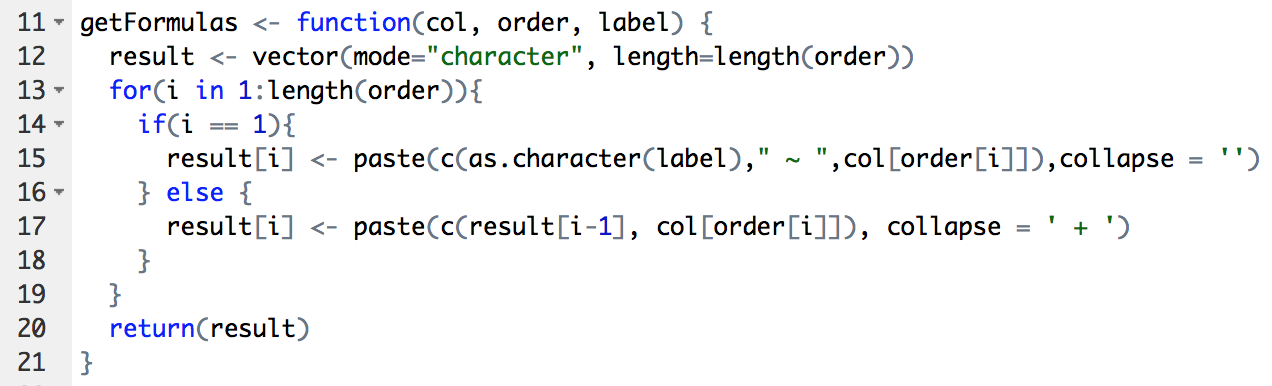 11 getFormulas <- function(col, order, label) {
12   result <- vector(mode="character", length=length(order))
13   for(i in 1:length(order)){
14     if(i == 1){
15       result[i] <- paste(c(as.character(label)," ~ ",col[order[i]]),collapse = '')
16     } else {
17       result[i] <- paste(c(result[i-1], col[order[i]]), collapse = ' + ')
18     }
19   }
20   return(result)
21 }